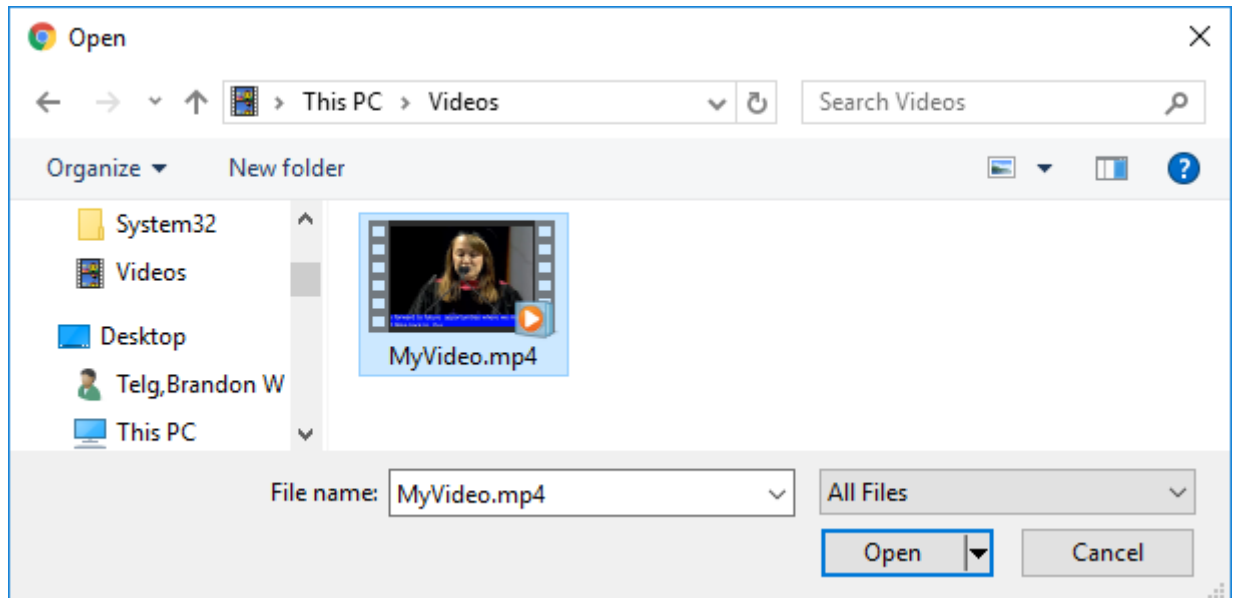 Open
This PC > Videos
Search Videos
Organize
New folder
System32
Videos
Desktop
Telg,Brandon W
This PC
MyVideo.mp4
File name: MyVideo.mp4
All Files
Open
Cancel